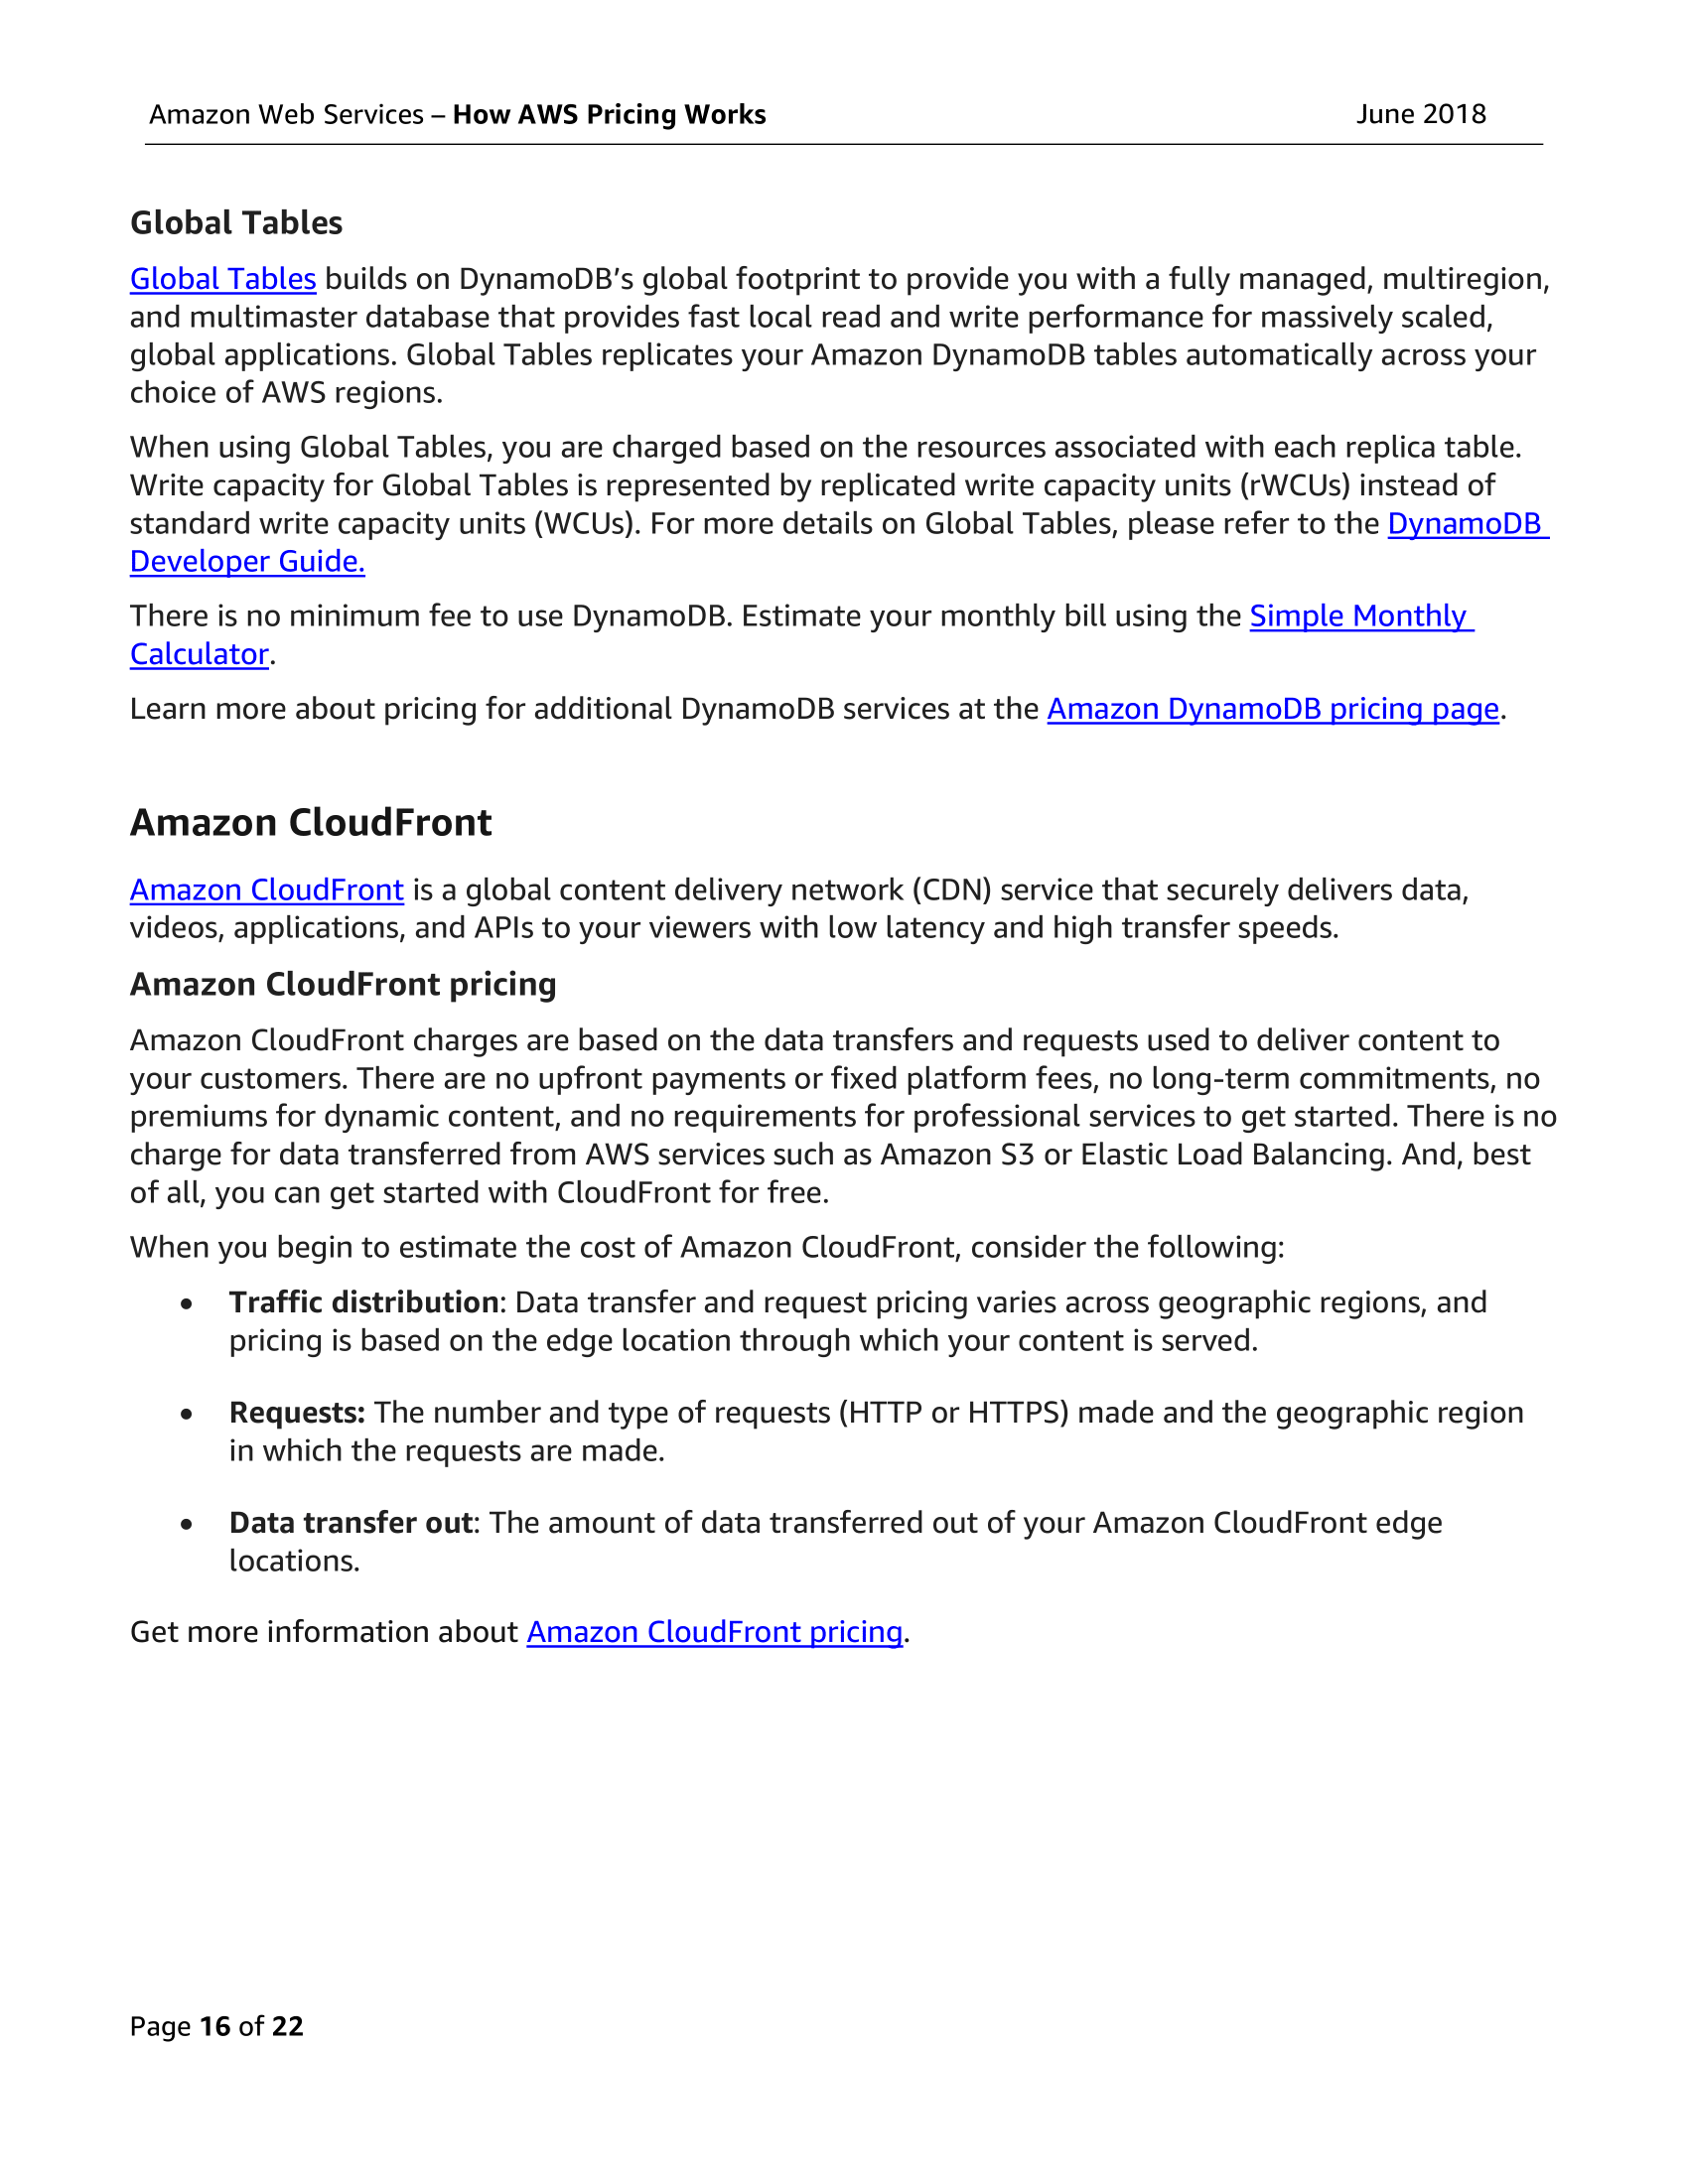 Amazon Web Services – How AWS Pricing Works June 2018
Global Tables
Global Tables builds on DynamoDB’s global footprint to provide you with a fully managed, multiregion,
and multimaster database that provides fast local read and write performance for massively scaled,
global applications. Global Tables replicates your Amazon DynamoDB tables automatically across your
choice of AWS regions.
When using Global Tables, you are charged based on the resources associated with each replica table.
Write capacity for Global Tables is represented by replicated write capacity units (rWCUs) instead of
standard write capacity units (WCUs). For more details on Global Tables, please refer to the DynamoDB
Developer Guide.
There is no minimum fee to use DynamoDB. Estimate your monthly bill using the Simple Monthly
Calculator.
Learn more about pricing for additional DynamoDB services at the Amazon DynamoDB pricing page.
Amazon CloudFront
Amazon CloudFront is a global content delivery network (CDN) service that securely delivers data,
videos, applications, and APIs to your viewers with low latency and high transfer speeds.
Amazon CloudFront pricing
Amazon CloudFront charges are based on the data transfers and requests used to deliver content to
your customers. There are no upfront payments or fixed platform fees, no long-term commitments, no
premiums for dynamic content, and no requirements for professional services to get started. There is no
charge for data transferred from AWS services such as Amazon S3 or Elastic Load Balancing. And, best
of all, you can get started with CloudFront for free.
When you begin to estimate the cost of Amazon CloudFront, consider the following:
• Traffic distribution: Data transfer and request pricing varies across geographic regions, and
pricing is based on the edge location through which your content is served.
• Requests: The number and type of requests (HTTP or HTTPS) made and the geographic region
in which the requests are made.
• Data transfer out: The amount of data transferred out of your Amazon CloudFront edge
locations.
Get more information about Amazon CloudFront pricing.
Page 16 of 22